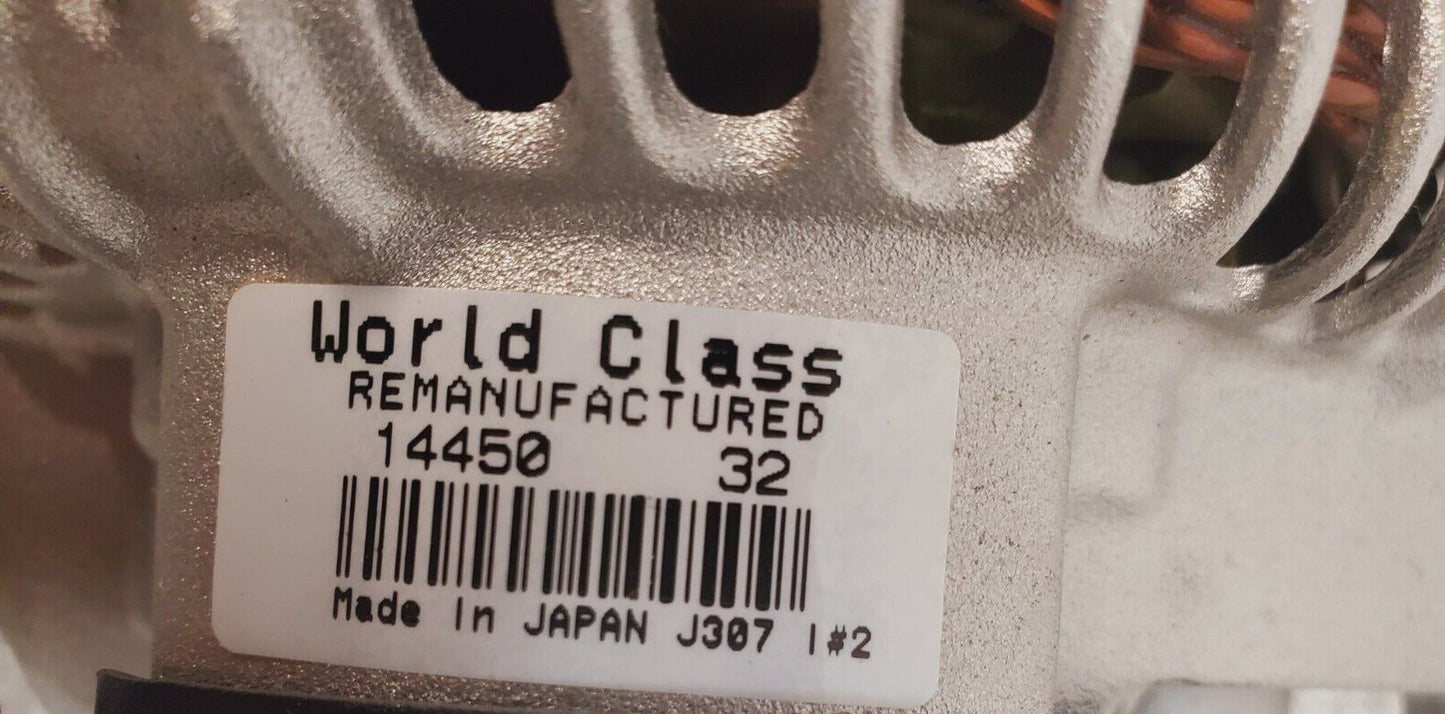 World Class
REMANUFACTURED
14450 32
Made In JAPAN J307 I#2